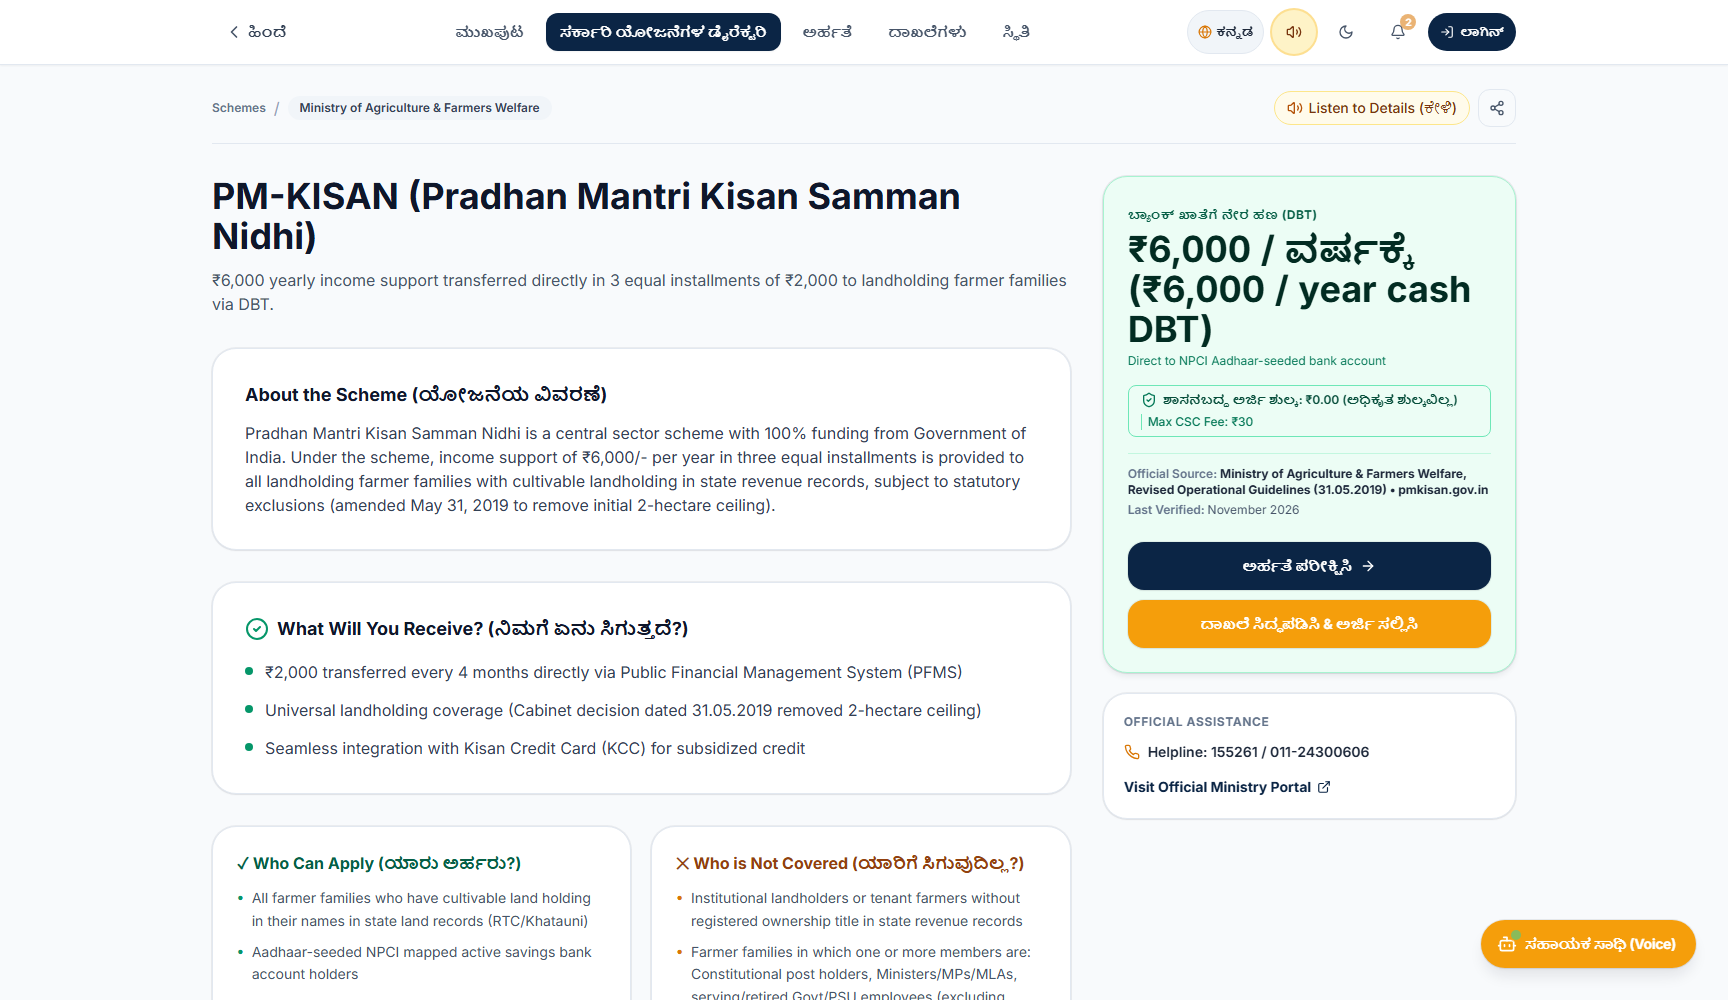 ಹಿಂದೆ
ಮುಖಪುಟ
ಸರ್ಕಾರಿ ಯೋಜನೆಗಳ ಡೈರೆಕ್ಟರಿ
ಅರ್ಹತೆ
ದಾಖಲೆಗಳು
ಸ್ಥಿತಿ
ಕನ್ನಡ
2
ಲಾಗಿನ್
Schemes / Ministry of Agriculture & Farmers Welfare
Listen to Details (ಕೇಳಿ)
PM-KISAN (Pradhan Mantri Kisan Samman
Nidhi)
₹6,000 yearly income support transferred directly in 3 equal installments of ₹2,000 to landholding farmer families
via DBT.
About the Scheme (ಯೋಜನೆಯ ವಿವರಣೆ)
Pradhan Mantri Kisan Samman Nidhi is a central sector scheme with 100% funding from Government of
India. Under the scheme, income support of ₹6,000/- per year in three equal installments is provided to
all landholding farmer families with cultivable landholding in state revenue records, subject to statutory
exclusions (amended May 31, 2019 to remove initial 2-hectare ceiling).
What Will You Receive? (ನಿಮಗೆ ಏನು ಸಿಗುತ್ತದೆ?)
₹2,000 transferred every 4 months directly via Public Financial Management System (PFMS)
Universal landholding coverage (Cabinet decision dated 31.05.2019 removed 2-hectare ceiling)
Seamless integration with Kisan Credit Card (KCC) for subsidized credit
✓ Who Can Apply (ಯಾರು ಅರ್ಹರು?)
• All farmer families who have cultivable land holding
in their names in state land records (RTC/Khatauni)
• Aadhaar-seeded NPCI mapped active savings bank
account holders
✕ Who is Not Covered (ಯಾರಿಗೆ ಸಿಗುವುದಿಲ್ಲ?)
• Institutional landholders or tenant farmers without
registered ownership title in state revenue records
• Farmer families in which one or more members are:
Constitutional post holders, Ministers/MPs/MLAs,
serving/retired Govt/PSU employees (excluding
ಬ್ಯಾಂಕ್ ಖಾತೆಗೆ ನೇರ ಹಣ (DBT)
₹6,000 / ವರ್ಷಕ್ಕೆ
(₹6,000 / year cash
DBT)
Direct to NPCI Aadhaar-seeded bank account
ಶಾಸನಬದ್ಧ ಅರ್ಜಿ ಶುಲ್ಕ: ₹0.00 (ಅಧಿಕೃತ ಶುಲ್ಕವಿಲ್ಲ)
Max CSC Fee: ₹30
Official Source: Ministry of Agriculture & Farmers Welfare,
Revised Operational Guidelines (31.05.2019) • pmkisan.gov.in
Last Verified: November 2026
ಅರ್ಹತೆ ಪರೀಕ್ಷಿಸಿ →
ದಾಖಲೆ ಸಿದ್ಧಪಡಿಸಿ & ಅರ್ಜಿ ಸಲ್ಲಿಸಿ
OFFICIAL ASSISTANCE
Helpline: 155261 / 011-24300606
Visit Official Ministry Portal
ಸಹಾಯಕ ಸಾಥಿ (Voice)